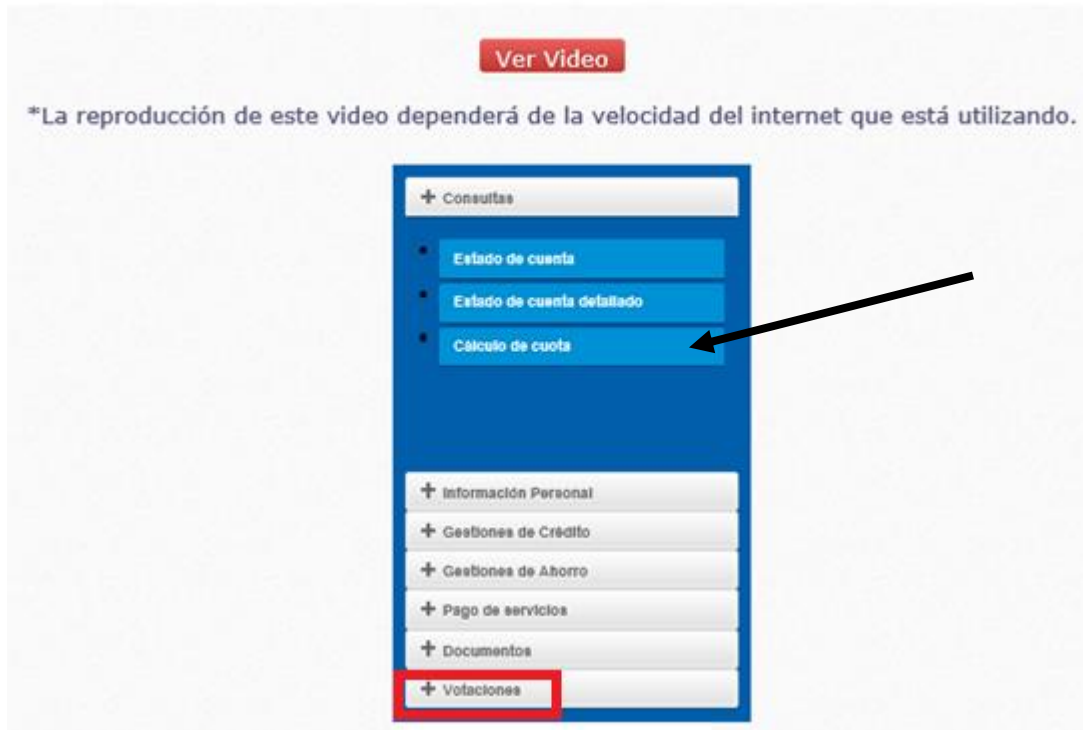 Ver Video
*La reproducción de este video dependerá de la velocidad del internet que está utilizando.
+ Consultas
Estado de cuenta
Estado de cuenta detallado
Cálculo de cuota
+ Información Personal
+ Gestiones de Crédito
+ Gestiones de Ahorro
+ Pago de servicios
+ Documentos
+ Votaciones